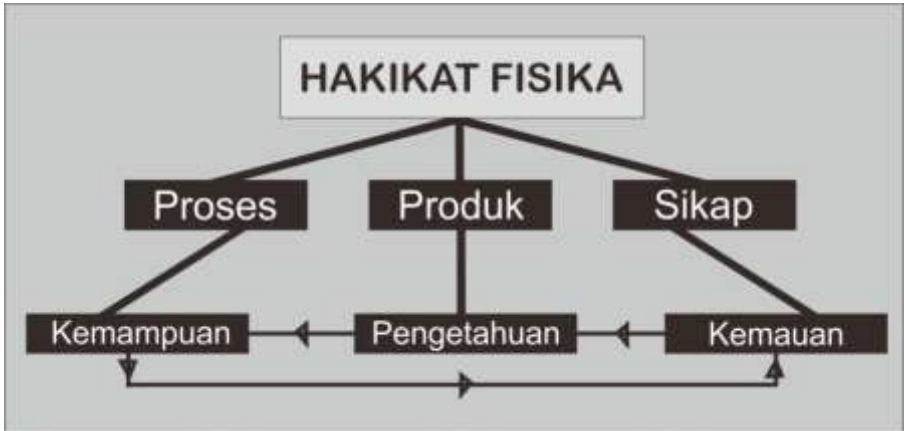 HAKIKAT FISIKA
Proses
Produk
Sikap
Kemampuan
Pengetahuan
Kemauan